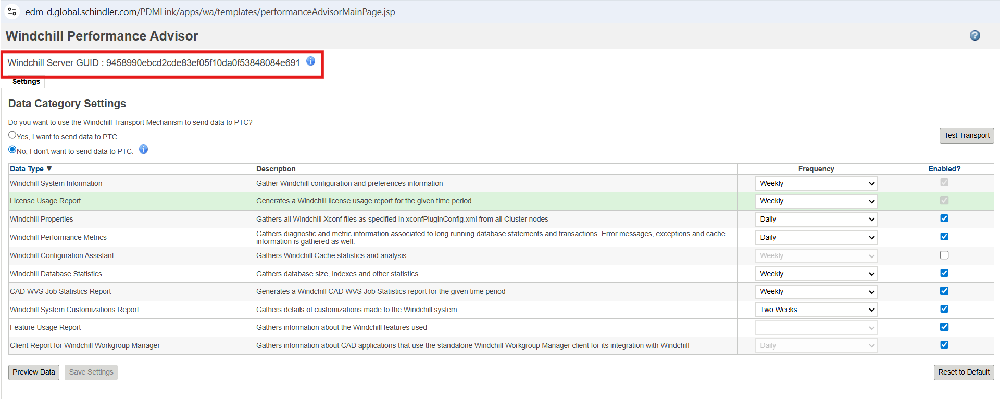 edm-d.global.schindler.com/PDMLink/apps/wa/templates/performanceAdvisorMainPage.jsp
Windchill Performance Advisor
Windchill Server GUID : 9458990ebcd2cde83ef05f10da0f53848084e691
Settings
Data Category Settings
Do you want to use the Windchill Transport Mechanism to send data to PTC?
Yes, I want to send data to PTC.
Test Transport
No, I don't want to send data to PTC.
Data Type ▼ Description Frequency Enabled?
Windchill System Information Gather Windchill configuration and preferences information Weekly
License Usage Report Generates a Windchill license usage report for the given time period Weekly
Windchill Properties Gathers all Windchill Xconf files as specified in xconfPluginConfig.xml from all Cluster nodes Daily
Windchill Performance Metrics Gathers diagnostic and metric information associated to long running database statements and transactions. Error messages, exceptions and cache Daily
information is gathered as well.
Windchill Configuration Assistant Gathers Windchill Cache statistics and analysis Weekly
Windchill Database Statistics Gathers database size, indexes and other statistics. Weekly
CAD WVS Job Statistics Report Generates a Windchill CAD WVS Job Statistics report for the given time period Weekly
Windchill System Customizations Report Gathers details of customizations made to the Windchill system Two Weeks
Feature Usage Report Gathers information about the Windchill features used
Client Report for Windchill Workgroup Manager Gathers information about CAD applications that use the standalone Windchill Workgroup Manager client for its integration with Windchill Daily
Preview Data Save Settings Reset to Default